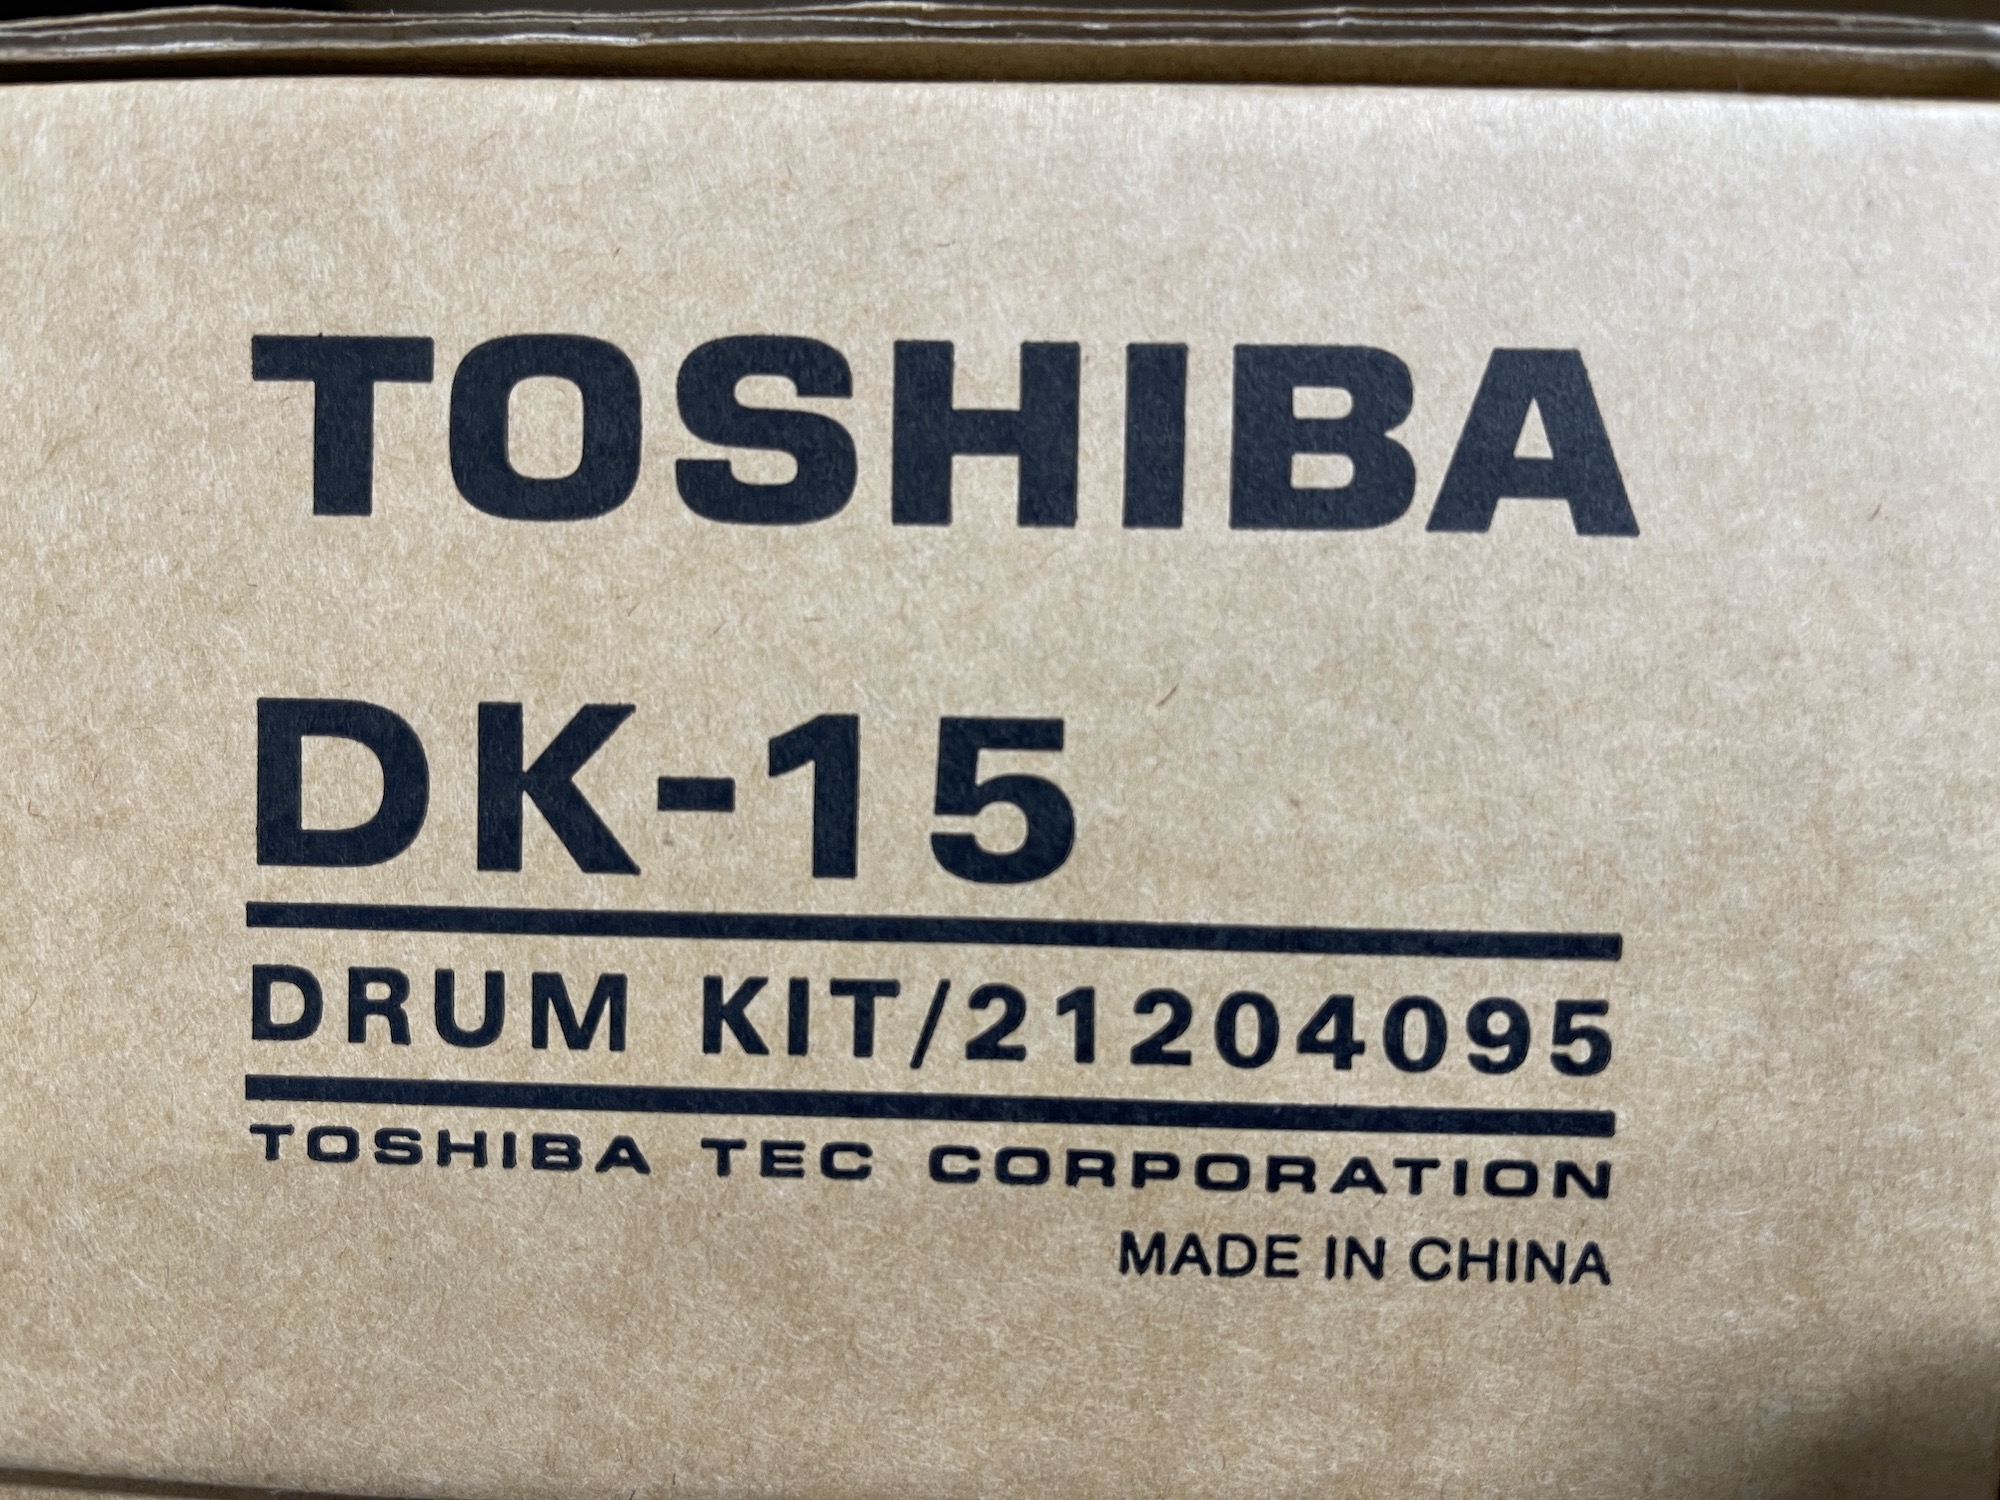 TOSHIBA
DK-15
DRUM KIT/21204095
TOSHIBA TEC CORPORATION
MADE IN CHINA